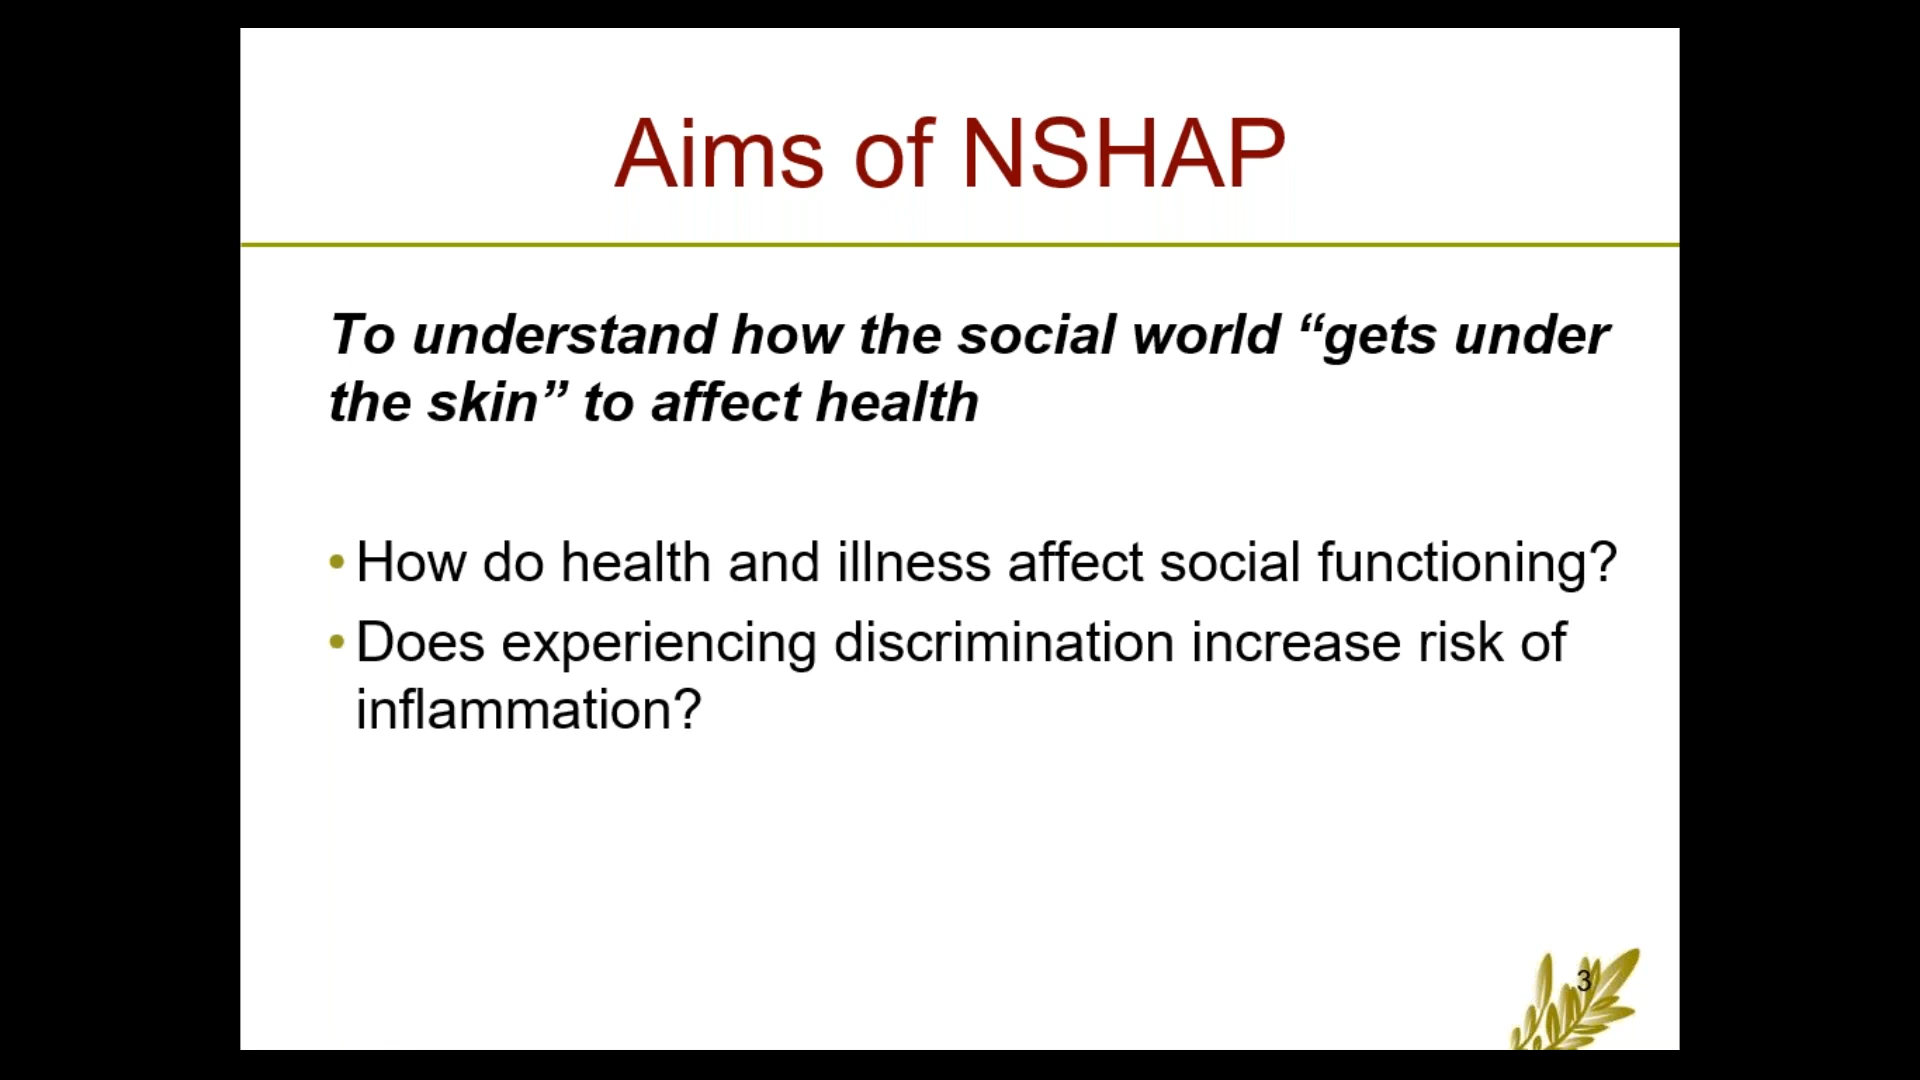 Aims of NSHAP
To understand how the social world “gets under
the skin” to affect health
• How do health and illness affect social functioning?
• Does experiencing discrimination increase risk of
inflammation?
3